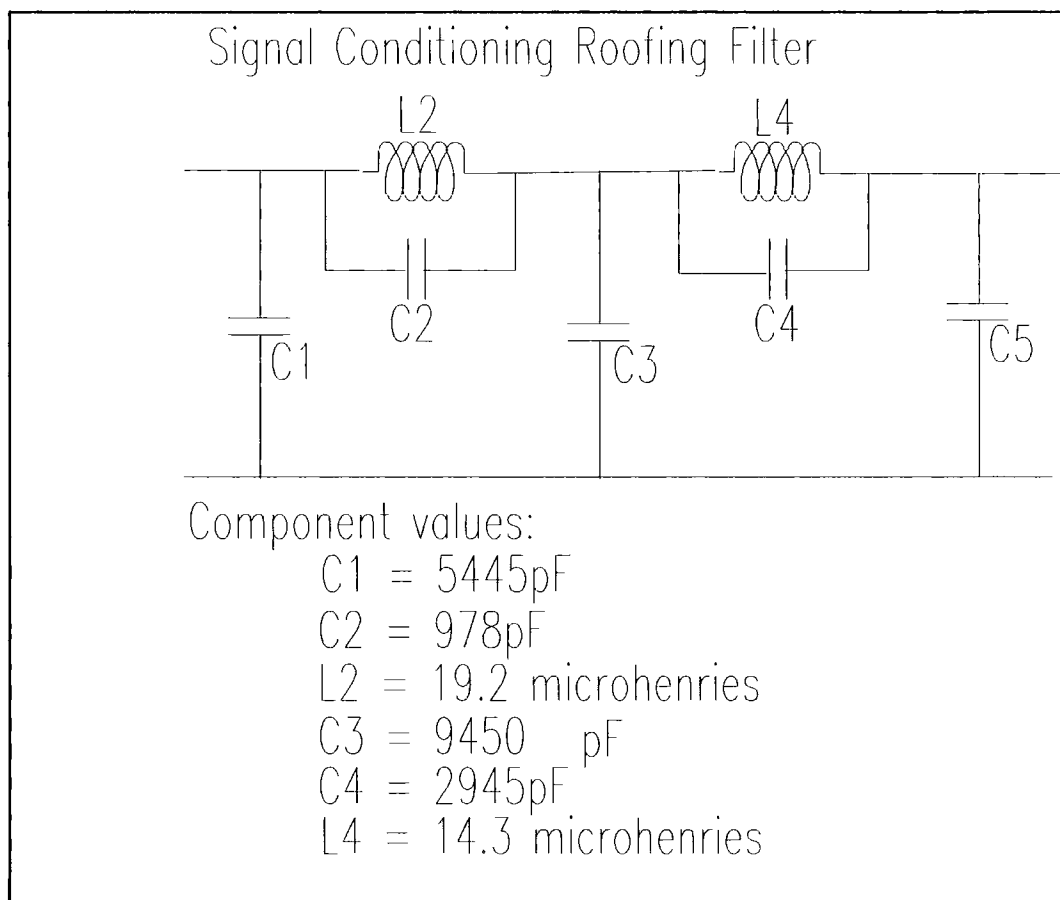 Signal Conditioning Roofing Filter
L2
L4
C2
C4
C1
C3
C5
Component values:
C1 = 5445pF
C2 = 978pF
L2 = 19.2 microhenries
C3 = 9450 pF
C4 = 2945pF
L4 = 14.3 microhenries